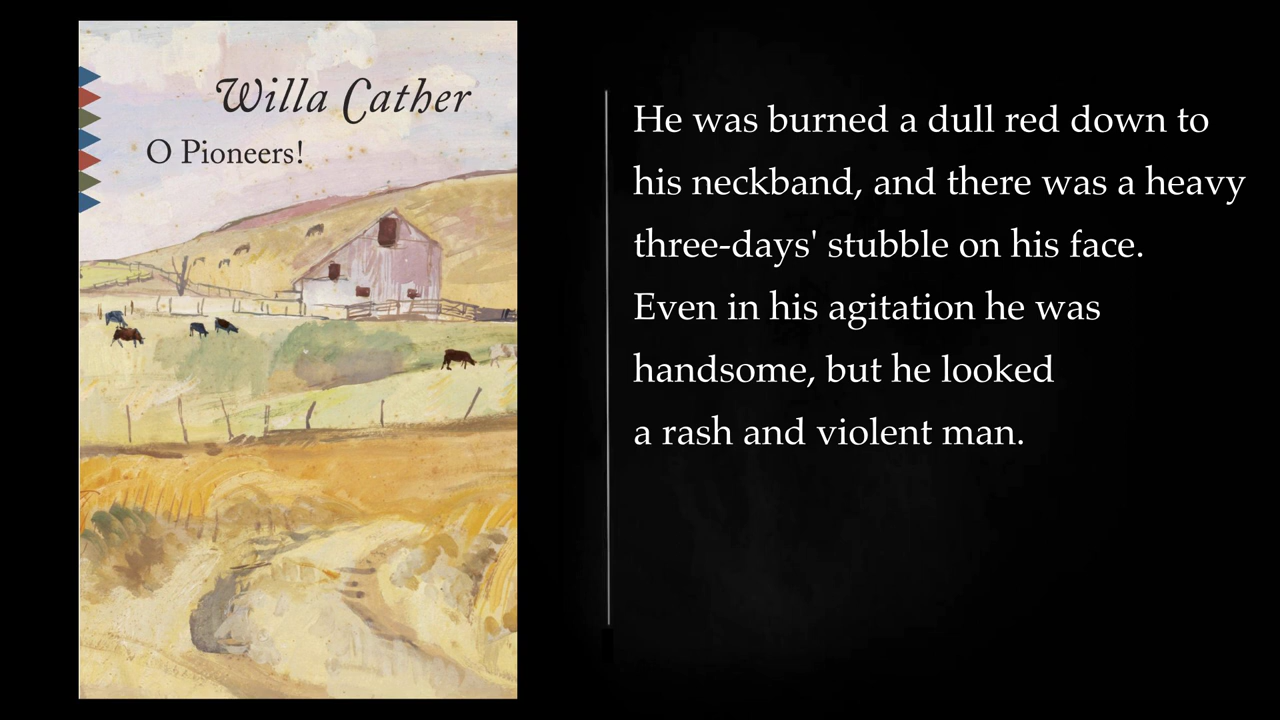 Willa Cather
O Pioneers!
He was burned a dull red down to
his neckband, and there was a heavy
three-days' stubble on his face.
Even in his agitation he was
handsome, but he looked
a rash and violent man.